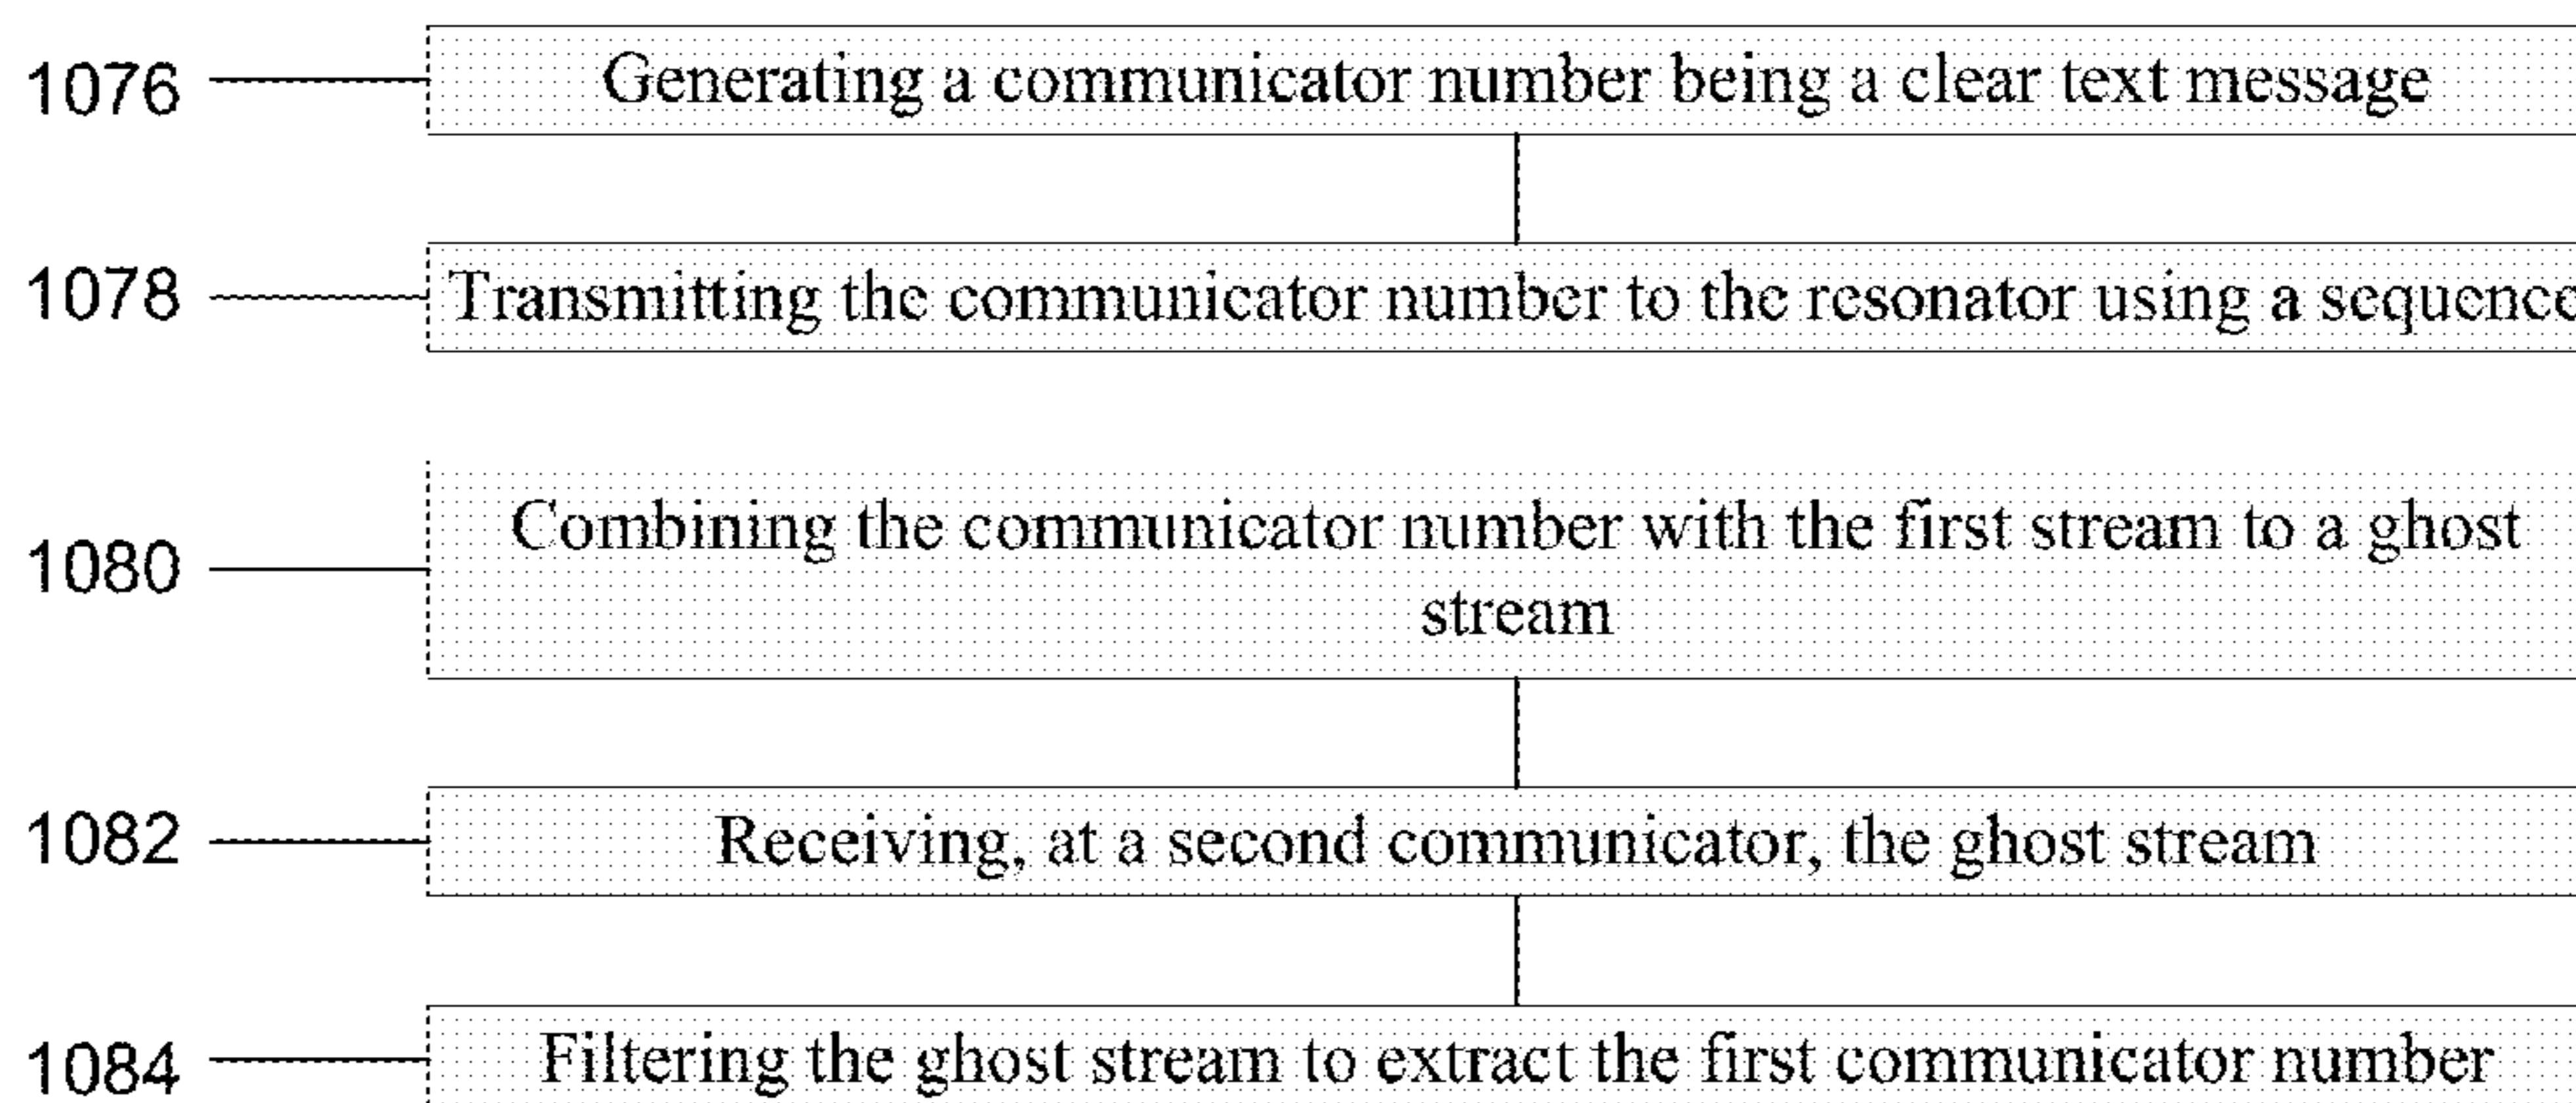 1076 Generating a communicator number being a clear text message
1078 Transmitting the communicator number to the resonator using a sequence
1080 Combining the communicator number with the first stream to a ghost
stream
1082 Receiving, at a second communicator, the ghost stream
1084 Filtering the ghost stream to extract the first communicator number